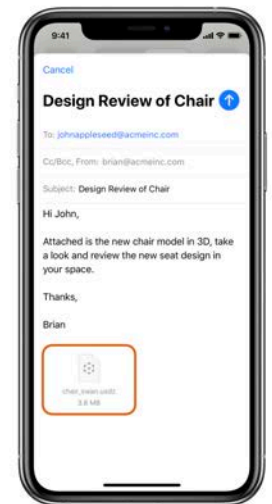 9:41
Cancel
Design Review of Chair
To: johnappleseed@acmeinc.com
Cc/Bcc, From: brian@acmeinc.com
Subject: Design Review of Chair
Hi John,
Attached is the new chair model in 3D, take
a look and review the new seat design in
your space.
Thanks,
Brian
chair_swan.usdz
3.8 MB